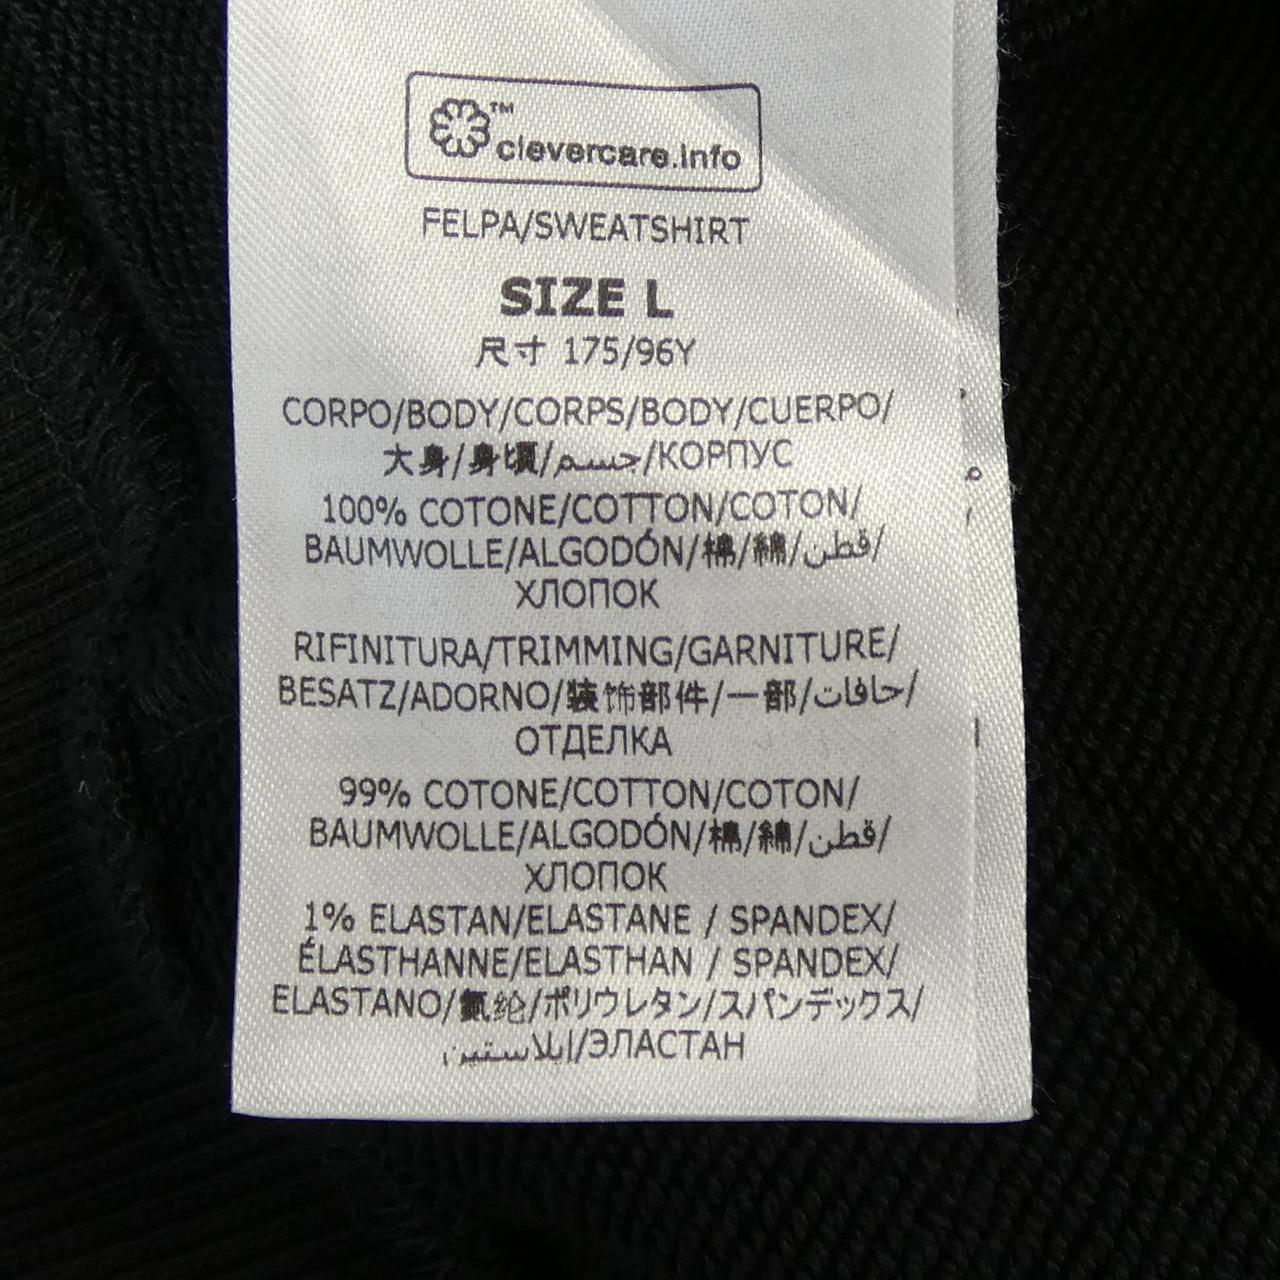 ™
clevercare.info
FELPA/SWEATSHIRT
SIZE L
尺寸 175/96Y
CORPO/BODY/CORPS/BODY/CUERPO/
大身/身頃/جسم/КОРПУС
100% COTONE/COTTON/COTON/
BAUMWOLLE/ALGODÓN/棉/綿/قطن/
ХЛОПОК
RIFINITURA/TRIMMING/GARNITURE/
BESATZ/ADORNO/装饰部件/一部/حافات/
ОТДЕЛКА
99% COTONE/COTTON/COTON/
BAUMWOLLE/ALGODÓN/棉/綿/قطن/
ХЛОПОК
1% ELASTAN/ELASTANE / SPANDEX/
ÉLASTHANNE/ELASTHAN / SPANDEX/
ELASTANO/氨纶/ポリウレタン/スパンデックス/
إيلاستين/ЭЛАСТАН